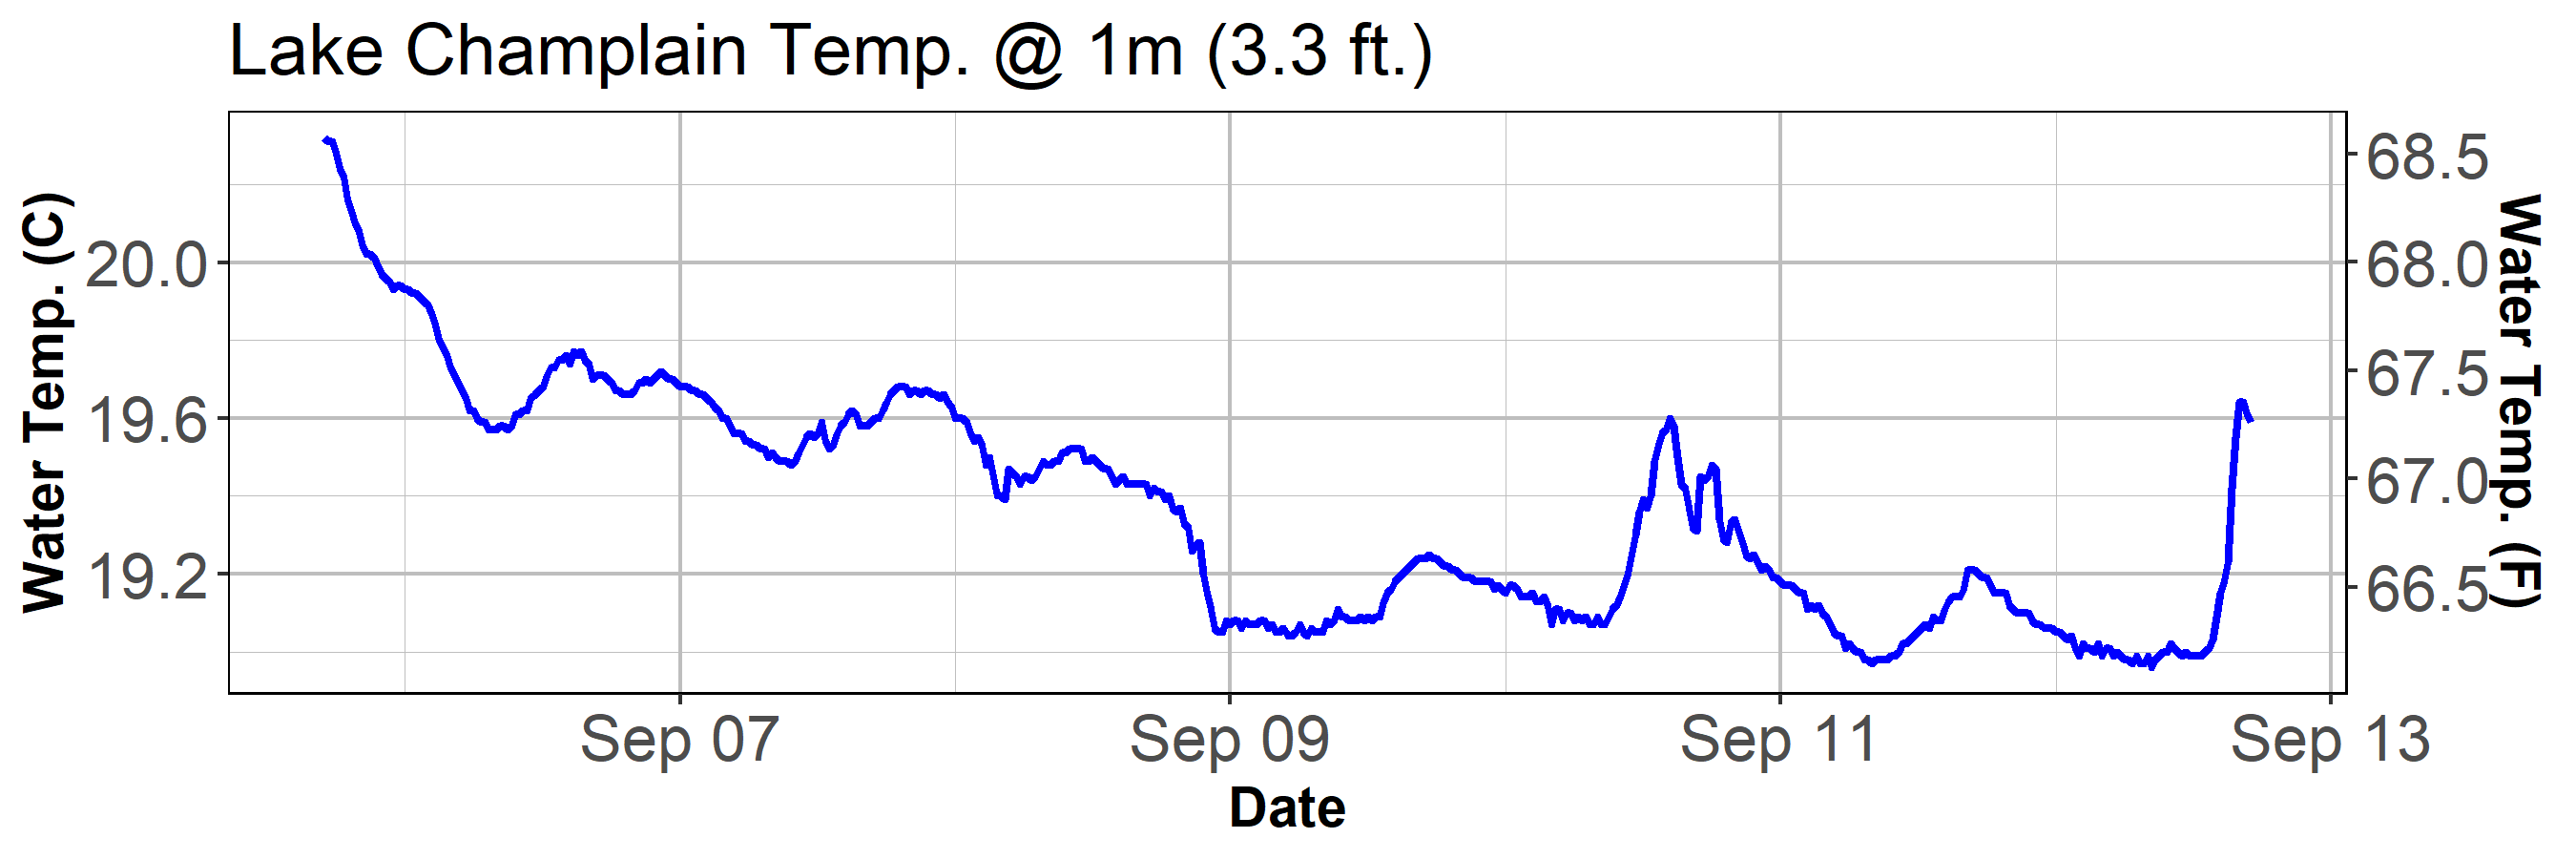 Lake Champlain Temp. @ 1m (3.3 ft.)
Water Temp. (C)
20.0
19.6
19.2
68.5
68.0
67.5
67.0
66.5
Water Temp. (F)
Sep 07
Sep 09
Sep 11
Sep 13
Date